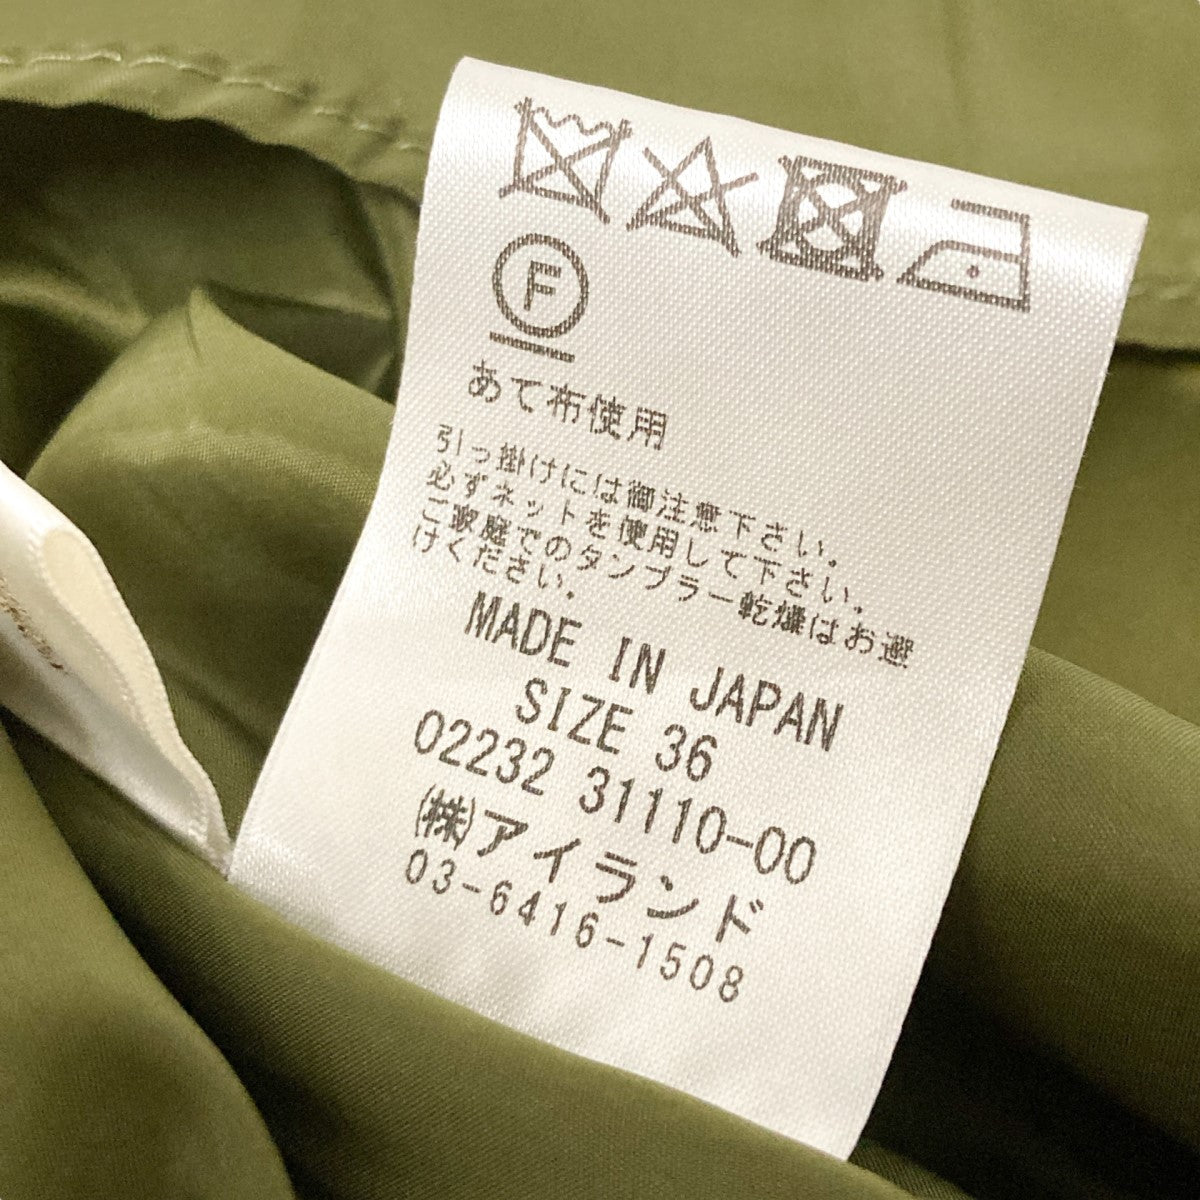 F
あて布使用
引っ掛けには御注意下さい.
必ずネットを使用して下さい.
ご家庭でのタンブラー乾燥はお避
けください.
MADE IN JAPAN
SIZE 36
02232 31110-00
(株)アイランド
03-6416-1508